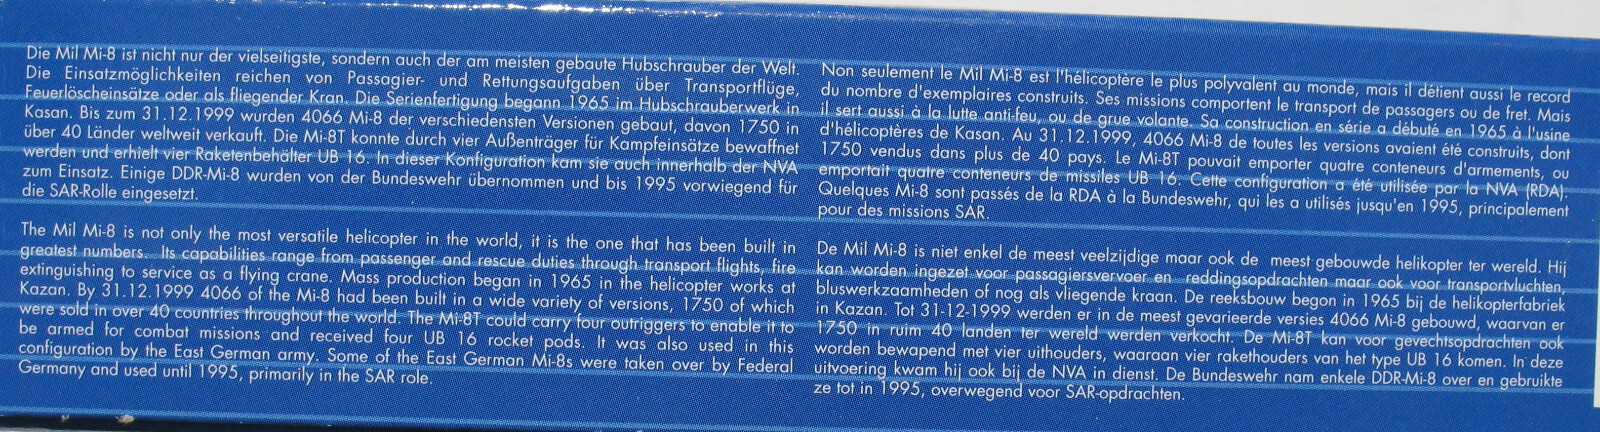 Die Mil Mi-8 ist nicht nur der vielseitigste, sondern auch der am meisten gebaute Hubschrauber der Welt.
Die Einsatzmöglichkeiten reichen von Passagier- und Rettungsaufgaben über Transportflüge,
Feuerlöscheinsätze oder als fliegender Kran. Die Serienfertigung begann 1965 im Hubschrauberwerk in
Kasan. Bis zum 31.12.1999 wurden 4066 Mi-8 der verschiedensten Versionen gebaut, davon 1750 in
über 40 Länder weltweit verkauft. Die Mi-8T konnte durch vier Außenträger für Kampfeinsätze bewaffnet
werden und erhielt vier Raketenbehälter UB 16. In dieser Konfiguration kam sie auch innerhalb der NVA
zum Einsatz. Einige DDR-Mi-8 wurden von der Bundeswehr übernommen und bis 1995 vorwiegend für
die SAR-Rolle eingesetzt.
The Mil Mi-8 is not only the most versatile helicopter in the world, it is the one that has been built in
greatest numbers. Its capabilities range from passenger and rescue duties through transport flights, fire
extinguishing to service as a flying crane. Mass production began in 1965 in the helicopter works at
Kazan. By 31.12.1999 4066 of the Mi-8 had been built in a wide variety of versions, 1750 of which
were sold in over 40 countries throughout the world. The Mi-8T could carry four outriggers to enable it to
be armed for combat missions and received four UB 16 rocket pods. It was also used in this
configuration by the East German army. Some of the East German Mi-8s were taken over by Federal
Germany and used until 1995, primarily in the SAR role.
Non seulement le Mil Mi-8 est l'hélicoptère le plus polyvalent au monde, mais il détient aussi le record
du nombre d'exemplaires construits. Ses missions comportent le transport de passagers ou de fret. Mais
il sert aussi à la lutte anti-feu, ou de grue volante. Sa construction en série a débuté en 1965 à l'usine
d'hélicoptères de Kasan. Au 31.12.1999, 4066 Mi-8 de toutes les versions avaient été construits, dont
1750 vendus dans plus de 40 pays. Le Mi-8T pouvait emporter quatre conteneurs d'armements, ou
emportait quatre conteneurs de missiles UB 16. Cette configuration a été utilisée par la NVA (RDA).
Quelques Mi-8 sont passés de la RDA à la Bundeswehr, qui les a utilisés jusqu'en 1995, principalement
pour des missions SAR.
De Mil Mi-8 is niet enkel de meest veelzijdige maar ook de meest gebouwde helikopter ter wereld. Hij
kan worden ingezet voor passagiersvervoer en reddingsopdrachten maar ook voor transportvluchten,
bluswerkzaamheden of nog als vliegende kraan. De reeksbouw begon in 1965 bij de helikopterfabriek
in Kazan. Tot 31-12-1999 werden er in de meest gevarieerde versies 4066 Mi-8 gebouwd, waarvan er
1750 in ruim 40 landen ter wereld werden verkocht. De Mi-8T kan voor gevechtsopdrachten ook
worden bewapend met vier uithouders, waaraan vier rakethouders van het type UB 16 komen. In deze
uitvoering kwam hij ook bij de NVA in dienst. De Bundeswehr nam enkele DDR-Mi-8 over en gebruikte
ze tot in 1995, overwegend voor SAR-opdrachten.